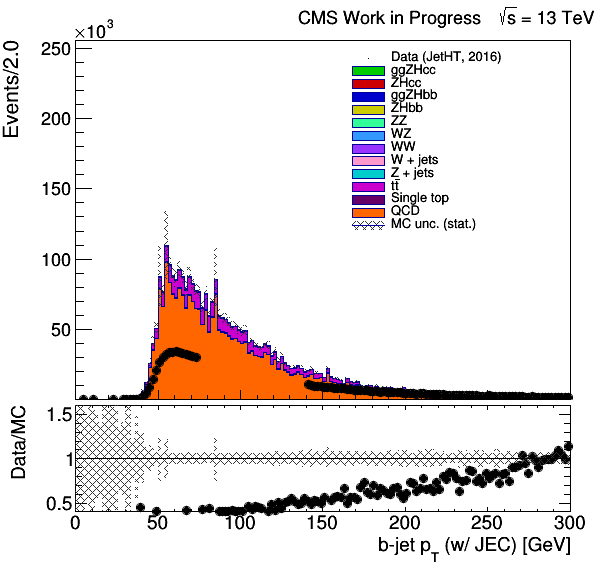 CMS Work in Progress √s = 13 TeV
×10³
Events/2.0
250
200
150
100
50
Data (JetHT, 2016)
ggZHcc
ZHcc
ggZHbb
ZHbb
ZZ
WZ
WW
W + jets
Z + jets
tt̄
Single top
QCD
MC unc. (stat.)
Data/MC
1.5
1
0.5
0 50 100 150 200 250 300
b-jet p_T (w/ JEC) [GeV]